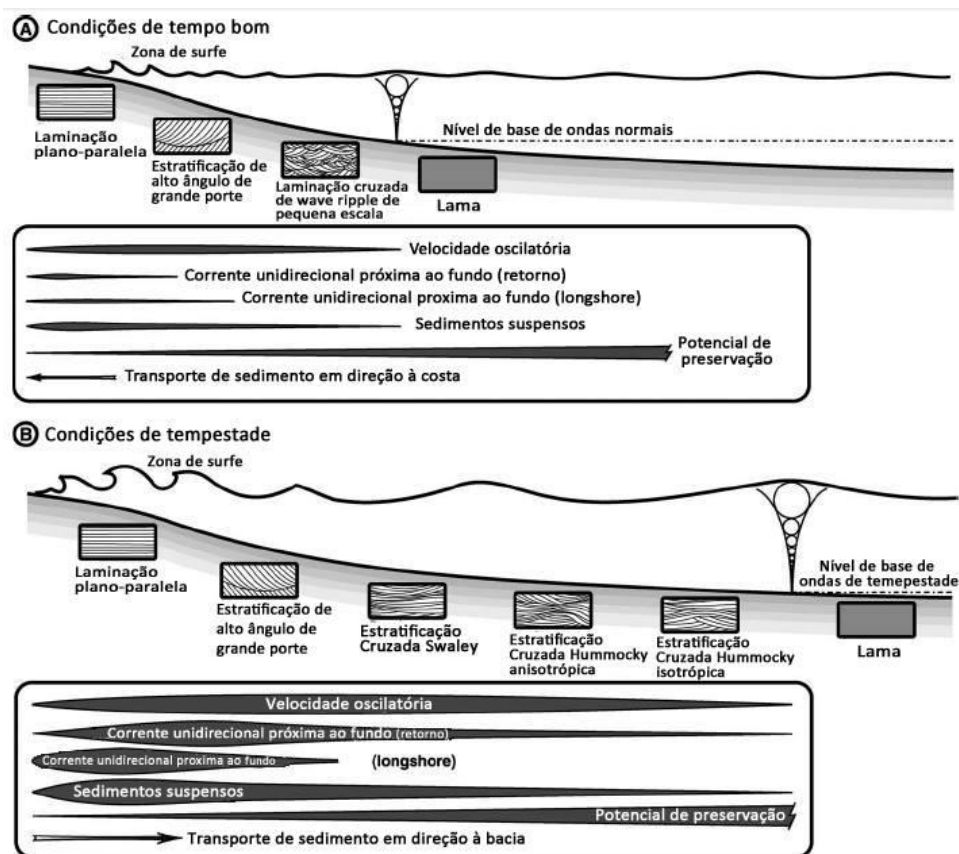 A Condições de tempo bom
Zona de surfe
Nível de base de ondas normais
Laminação
plano-paralela
Estratificação de
alto ângulo de
grande porte
Laminação cruzada
de wave ripple de
pequena escala
Lama
Velocidade oscilatória
Corrente unidirecional próxima ao fundo (retorno)
Corrente unidirecional proxima ao fundo (longshore)
Sedimentos suspensos
Potencial de
preservação
Transporte de sedimento em direção à costa
B Condições de tempestade
Zona de surfe
Nível de base de
ondas de temepestade
Laminação
plano-paralela
Estratificação de
alto ângulo de
grande porte
Estratificação
Cruzada Swaley
Estratificação
Cruzada Hummocky
anisotrópica
Estratificação
Cruzada Hummocky
isotrópica
Lama
Velocidade oscilatória
Corrente unidirecional próxima ao fundo (retorno)
Corrente unidirecional proxima ao fundo (longshore)
Sedimentos suspensos
Potencial de preservação
Transporte de sedimento em direção à bacia